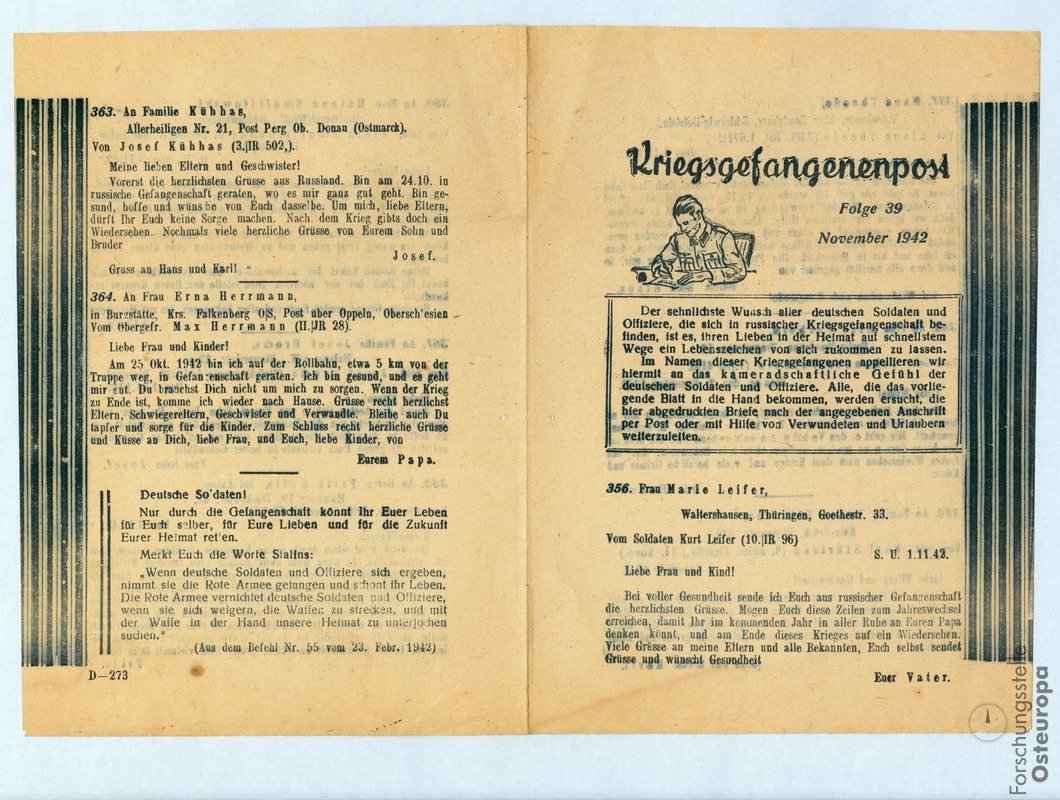 363. An Familie Kühhas,
Allerheiligen Nr. 21, Post Perg Ob. Donau (Ostmarck).
Von Josef Kühhas (3.|IR 502,).
Meine lieben Eltern und Geschwister!
Vorerst die herzlichsten Grüsse aus Russland. Bin am 24.10. in
russische Gefangenschaft geraten, wo es mir ganz gut geht. Bin ge-
sund, hoffe und wünsche von Euch dasselbe. Um mich, liebe Eltern,
dürft Ihr Euch keine Sorge machen. Nach dem Krieg gibts doch ein
Wiedersehen. Nochmals viele herzliche Grüsse von Eurem Sohn und
Bruder
Josef.
Gruss an Hans und Karl!
364. An Frau Erna Herrmann,
in Burgstätte, Krs. Falkenberg O|S, Post über Oppeln, Obersch'esien
Vom Obergefr. Max Herrmann (II.|JR 28).
Liebe Frau und Kinder!
Am 25 Okt. 1942 bin ich auf der Rollbahn, etwa 5 km von der
Truppe weg, in Gefangenschaft geraten. Ich bin gesund, und es geht
mir gut. Du brauchst Dich nicht um mich zu sorgen. Wenn der Krieg
zu Ende ist, komme ich wieder nach Hause. Grüsse recht herzlichst
Eltern, Schwiegereltern, Geschwister und Verwandte. Bleibe auch Du
tapfer und sorge für die Kinder. Zum Schluss recht herzliche Grüsse
und Küsse an Dich, liebe Frau, und Euch, liebe Kinder, von
Eurem Papa.
Deutsche So'daten!
Nur durch die Gefangenschaft könnt Ihr Euer Leben
für Euch selber, für Eure Lieben und für die Zukunft
Eurer Heimat retten.
Merkt Euch die Worte Stalins:
„Wenn deutsche Soldaten und Offiziere sich ergeben,
nimmt sie die Rote Armee gefangen und schont ihr Leben.
Die Rote Armee vernichtet deutsche Soldaten und Offiziere,
wenn sie sich weigern, die Waffen zu strecken, und mit
der Waffe in der Hand unsere Heimat zu unterjochen
suchen."
(Aus dem Befehl Nr. 55 vom 23. Febr. 1942)
D—273
Kriegsgefangenenpost
Folge 39
November 1942
Der sehnlichste Wunsch aller deutschen Soldaten und
Offiziere, die sich in russischer Kriegsgefangenschaft be-
finden, ist es, ihren Lieben in der Heimat auf schnellstem
Wege ein Lebenszeichen von sich zukommen zu lassen.
Im Namen dieser Kriegsgefangenen appellieren wir
hiermit an das kameradschaftliche Gefühl der
deutschen Soldaten und Offiziere. Alle, die das vorlie-
gende Blatt in die Hand bekommen, werden ersucht, die
hier abgedruckten Briefe nach der angegebenen Anschrift
per Post oder mit Hilfe von Verwundeten und Urlaubern
weiterzuleiten.
356. Frau Marie Leifer,
Waltershausen, Thüringen, Goethestr. 33.
Vom Soldaten Kurt Leifer (10.|IR 96)
S. U. 1.11.42.
Liebe Frau und Kind!
Bei voller Gesundheit sende ich Euch aus russischer Gefangenschaft
die herzlichsten Grüsse. Mögen Euch diese Zeilen zum Jahreswechsel
erreichen, damit Ihr im kommenden Jahr in aller Ruhe an Euren Papa
denken könnt, und am Ende dieses Krieges auf ein Wiedersehen.
Viele Grüsse an meine Eltern und alle Bekannten, Euch selbst sendet
Grüsse und wünscht Gesundheit
Euer Vater.
Forschungsstelle
Osteuropa